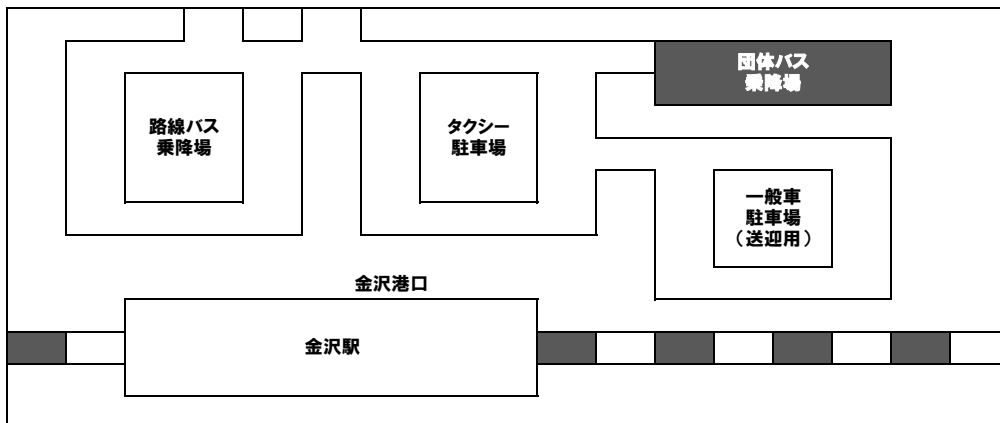 団体バス
乗降場
路線バス
乗降場
タクシー
駐車場
一般車
駐車場
(送迎用)
金沢港口
金沢駅